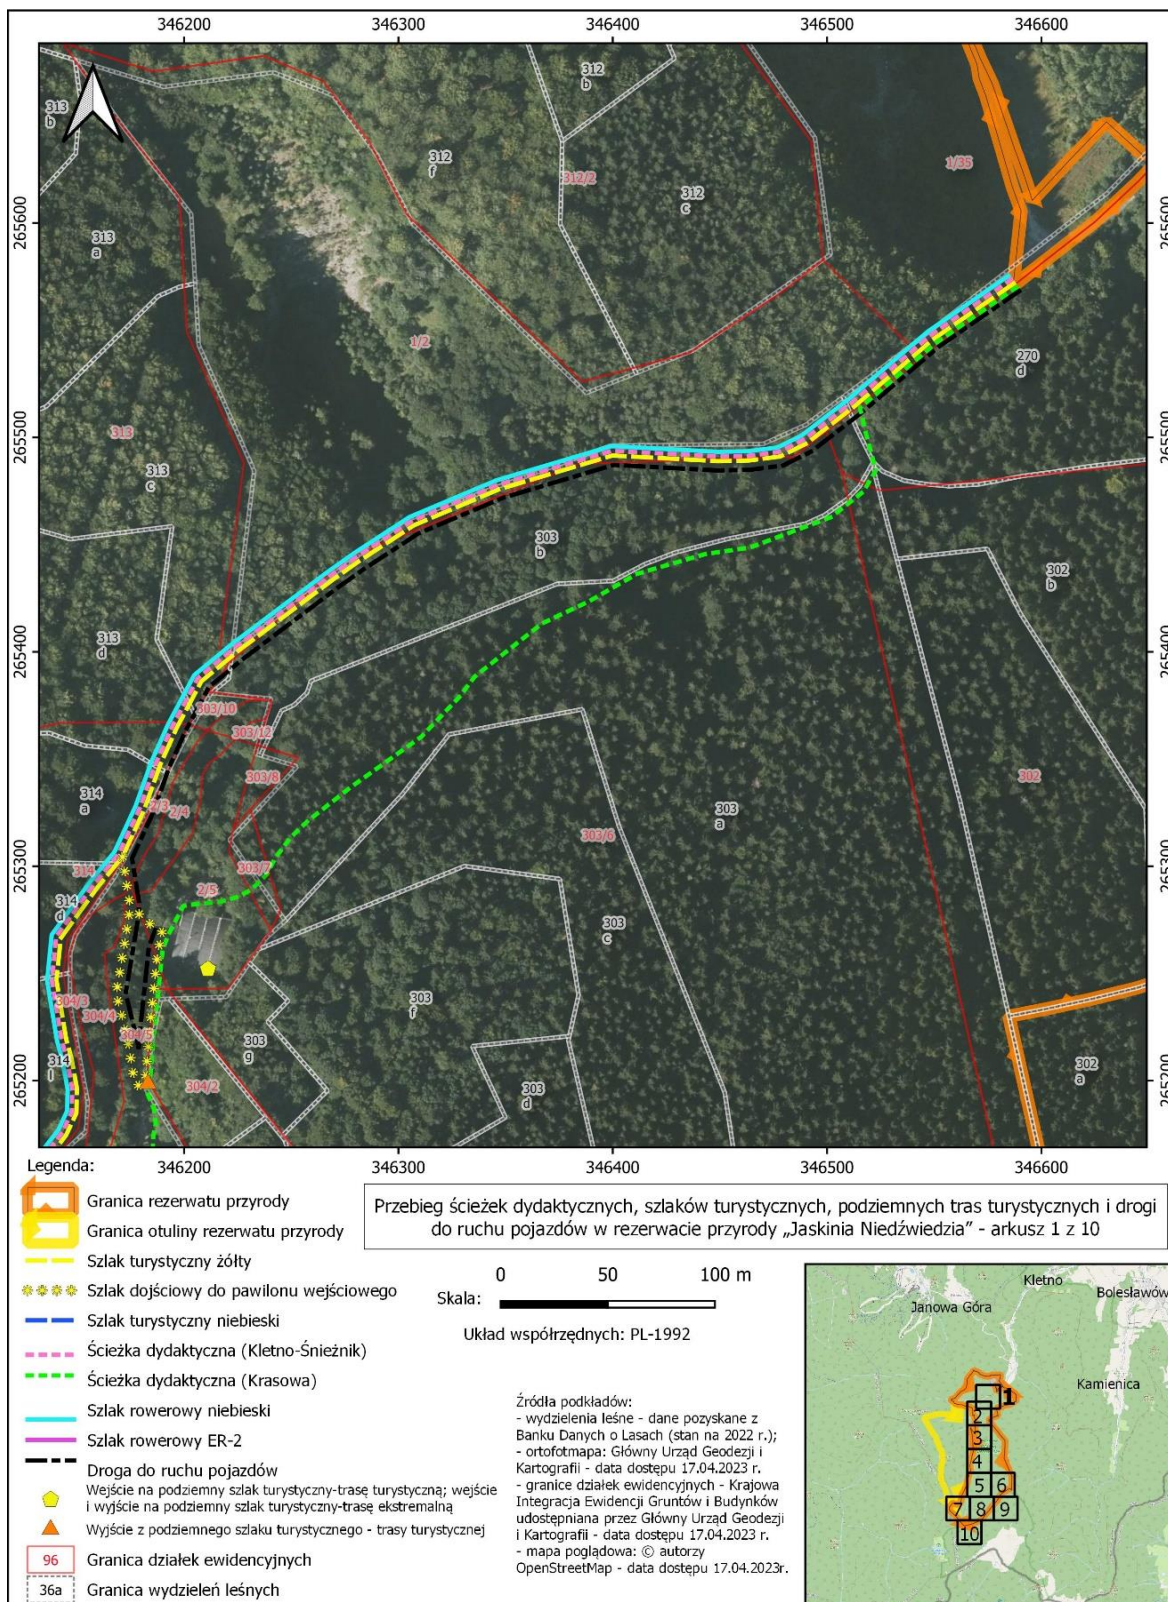 346200 346300 346400 346500 346600
313
b
312
b
312
f
312/2
1/35
312
c
265600
265600
313
a
1/2
270
d
313
265500
265500
313
c
303
b
302
b
313
d
265400
265400
303/10
303/12
303/8
314
a
2/3
2/4
303
a
302
303/6
265300
265300
314
303/7
2/5
314
d
303
c
304/3
304/4
303
f
304/5
303
g
314
i
302
a
304/2
303
d
265200
265200
346200 346300 346400 346500 346600
Legenda:
Granica rezerwatu przyrody
Granica otuliny rezerwatu przyrody
Szlak turystyczny żółty
Szlak dojściowy do pawilonu wejściowego
Szlak turystyczny niebieski
Ścieżka dydaktyczna (Kletno-Śnieżnik)
Ścieżka dydaktyczna (Krasowa)
Szlak rowerowy niebieski
Szlak rowerowy ER-2
Droga do ruchu pojazdów
Wejście na podziemny szlak turystyczny-trasę turystyczną; wejście
i wyjście na podziemny szlak turystyczny-trasę ekstremalną
Wyjście z podziemnego szlaku turystycznego - trasy turystycznej
96 Granica działek ewidencyjnych
36a Granica wydzieleń leśnych
Przebieg ścieżek dydaktycznych, szlaków turystycznych, podziemnych tras turystycznych i drogi
do ruchu pojazdów w rezerwacie przyrody „Jaskinia Niedźwiedzia” - arkusz 1 z 10
0 50 100 m
Skala:
Układ współrzędnych: PL-1992
Źródła podkładów:
- wydzielenia leśne - dane pozyskane z
Banku Danych o Lasach (stan na 2022 r.);
- ortofotmapa: Główny Urząd Geodezji i
Kartografii - data dostępu 17.04.2023 r.
- granice działek ewidencyjnych - Krajowa
Integracja Ewidencji Gruntów i Budynków
udostępniana przez Główny Urząd Geodezji
i Kartografii - data dostępu 17.04.2023 r.
- mapa poglądowa: © autorzy
OpenStreetMap - data dostępu 17.04.2023r.
Kletno
Bolesławów
Janowa Góra
Kamienica
1
2
3
4
5 6
7 8 9
10